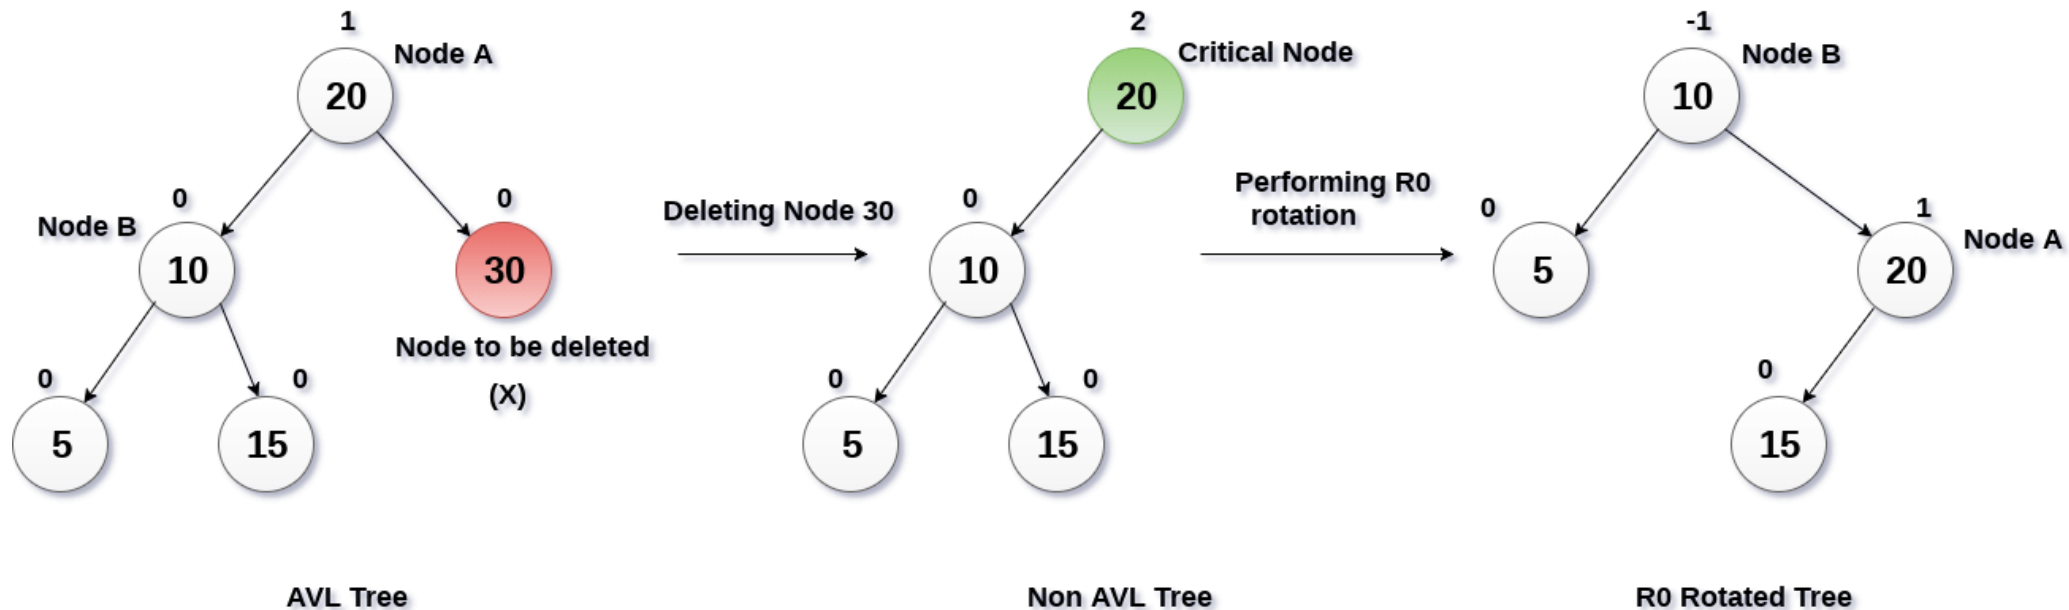 1
Node A
20
0
Node B
10
0
30
Node to be deleted
(X)
0
5
0
15
AVL Tree
Deleting Node 30
2
Critical Node
20
0
10
0
5
0
15
Non AVL Tree
Performing R0
rotation
-1
Node B
10
0
5
1
Node A
20
0
15
R0 Rotated Tree